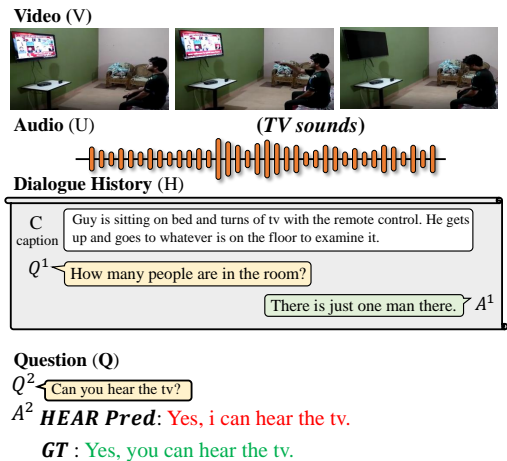 Video (V)
Audio (U)
(TV sounds)
Dialogue History (H)
C
caption
Guy is sitting on bed and turns of tv with the remote control. He gets
up and goes to whatever is on the floor to examine it.
Q¹
How many people are in the room?
There is just one man there.
A¹
Question (Q)
Q²
Can you hear the tv?
A² HEAR Pred: Yes, i can hear the tv.
GT : Yes, you can hear the tv.